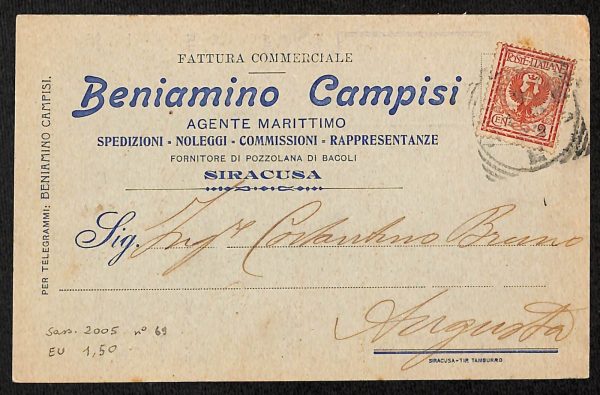 FATTURA COMMERCIALE
Beniamino Campisi
AGENTE MARITTIMO
SPEDIZIONI - NOLEGGI - COMMISSIONI - RAPPRESENTANZE
FORNITORE DI POZZOLANA DI BACOLI
SIRACUSA
PER TELEGRAMMI: BENIAMINO CAMPISI.
POSTE·ITALIANE
CENT. 2
Sig. Ing.r Costantino Bruno
Augusta
Sass. 2005 n° 69
EU 1,50
SIRACUSA-TIP. TAMBURRO